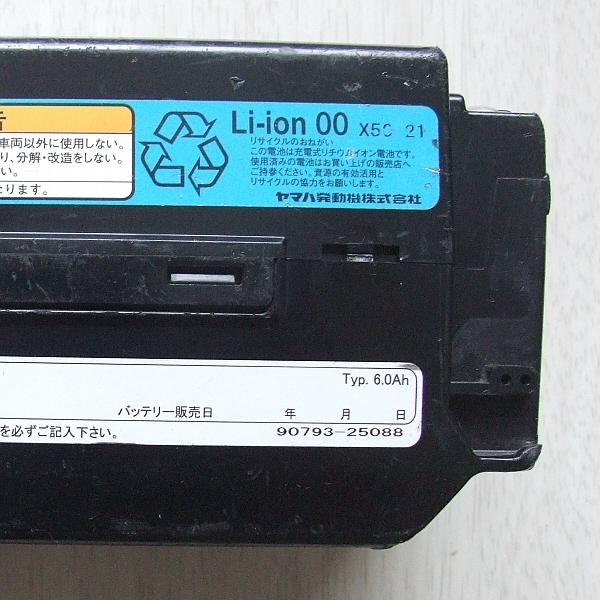 告
車両以外に使用しない。
り、分解・改造をしない。
い。
たります。
Li-ion 00 X5C 21
リサイクルのおねがい
この電池は充電式リチウムイオン電池です。
使用済みの電池はお買い上げの販売店へ
ご持参ください。資源の有効活用と
リサイクルの協力をお願いします。
ヤマハ発動機株式会社
Typ. 6.0Ah
バッテリー販売日 年 月 日
を必ずご記入下さい。 90793-25088